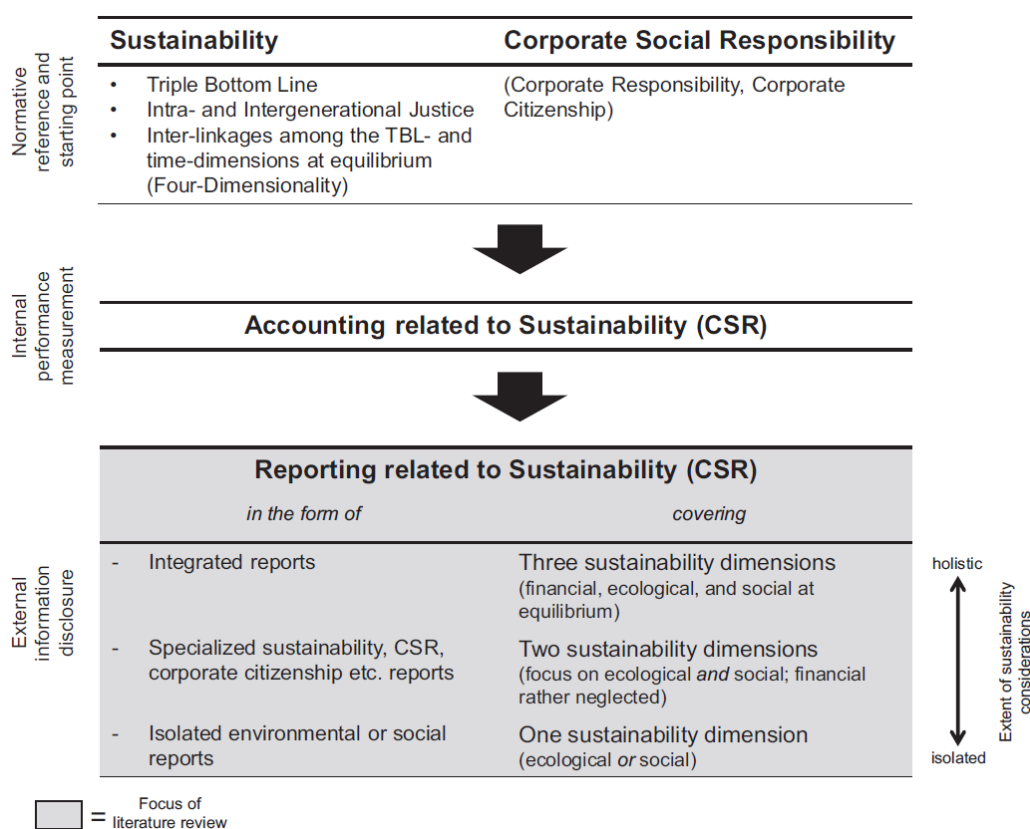 Normative
reference and
starting point
Sustainability
• Triple Bottom Line
• Intra- and Intergenerational Justice
• Inter-linkages among the TBL- and
time-dimensions at equilibrium
(Four-Dimensionality)
Corporate Social Responsibility
(Corporate Responsibility, Corporate
Citizenship)
Internal
performance
measurement
Accounting related to Sustainability (CSR)
External
information
disclosure
Reporting related to Sustainability (CSR)
in the form of
covering
- Integrated reports
Three sustainability dimensions
(financial, ecological, and social at
equilibrium)
- Specialized sustainability, CSR,
corporate citizenship etc. reports
Two sustainability dimensions
(focus on ecological and social; financial
rather neglected)
- Isolated environmental or social
reports
One sustainability dimension
(ecological or social)
holistic
isolated
Extent of sustainability
considerations
= Focus of
literature review